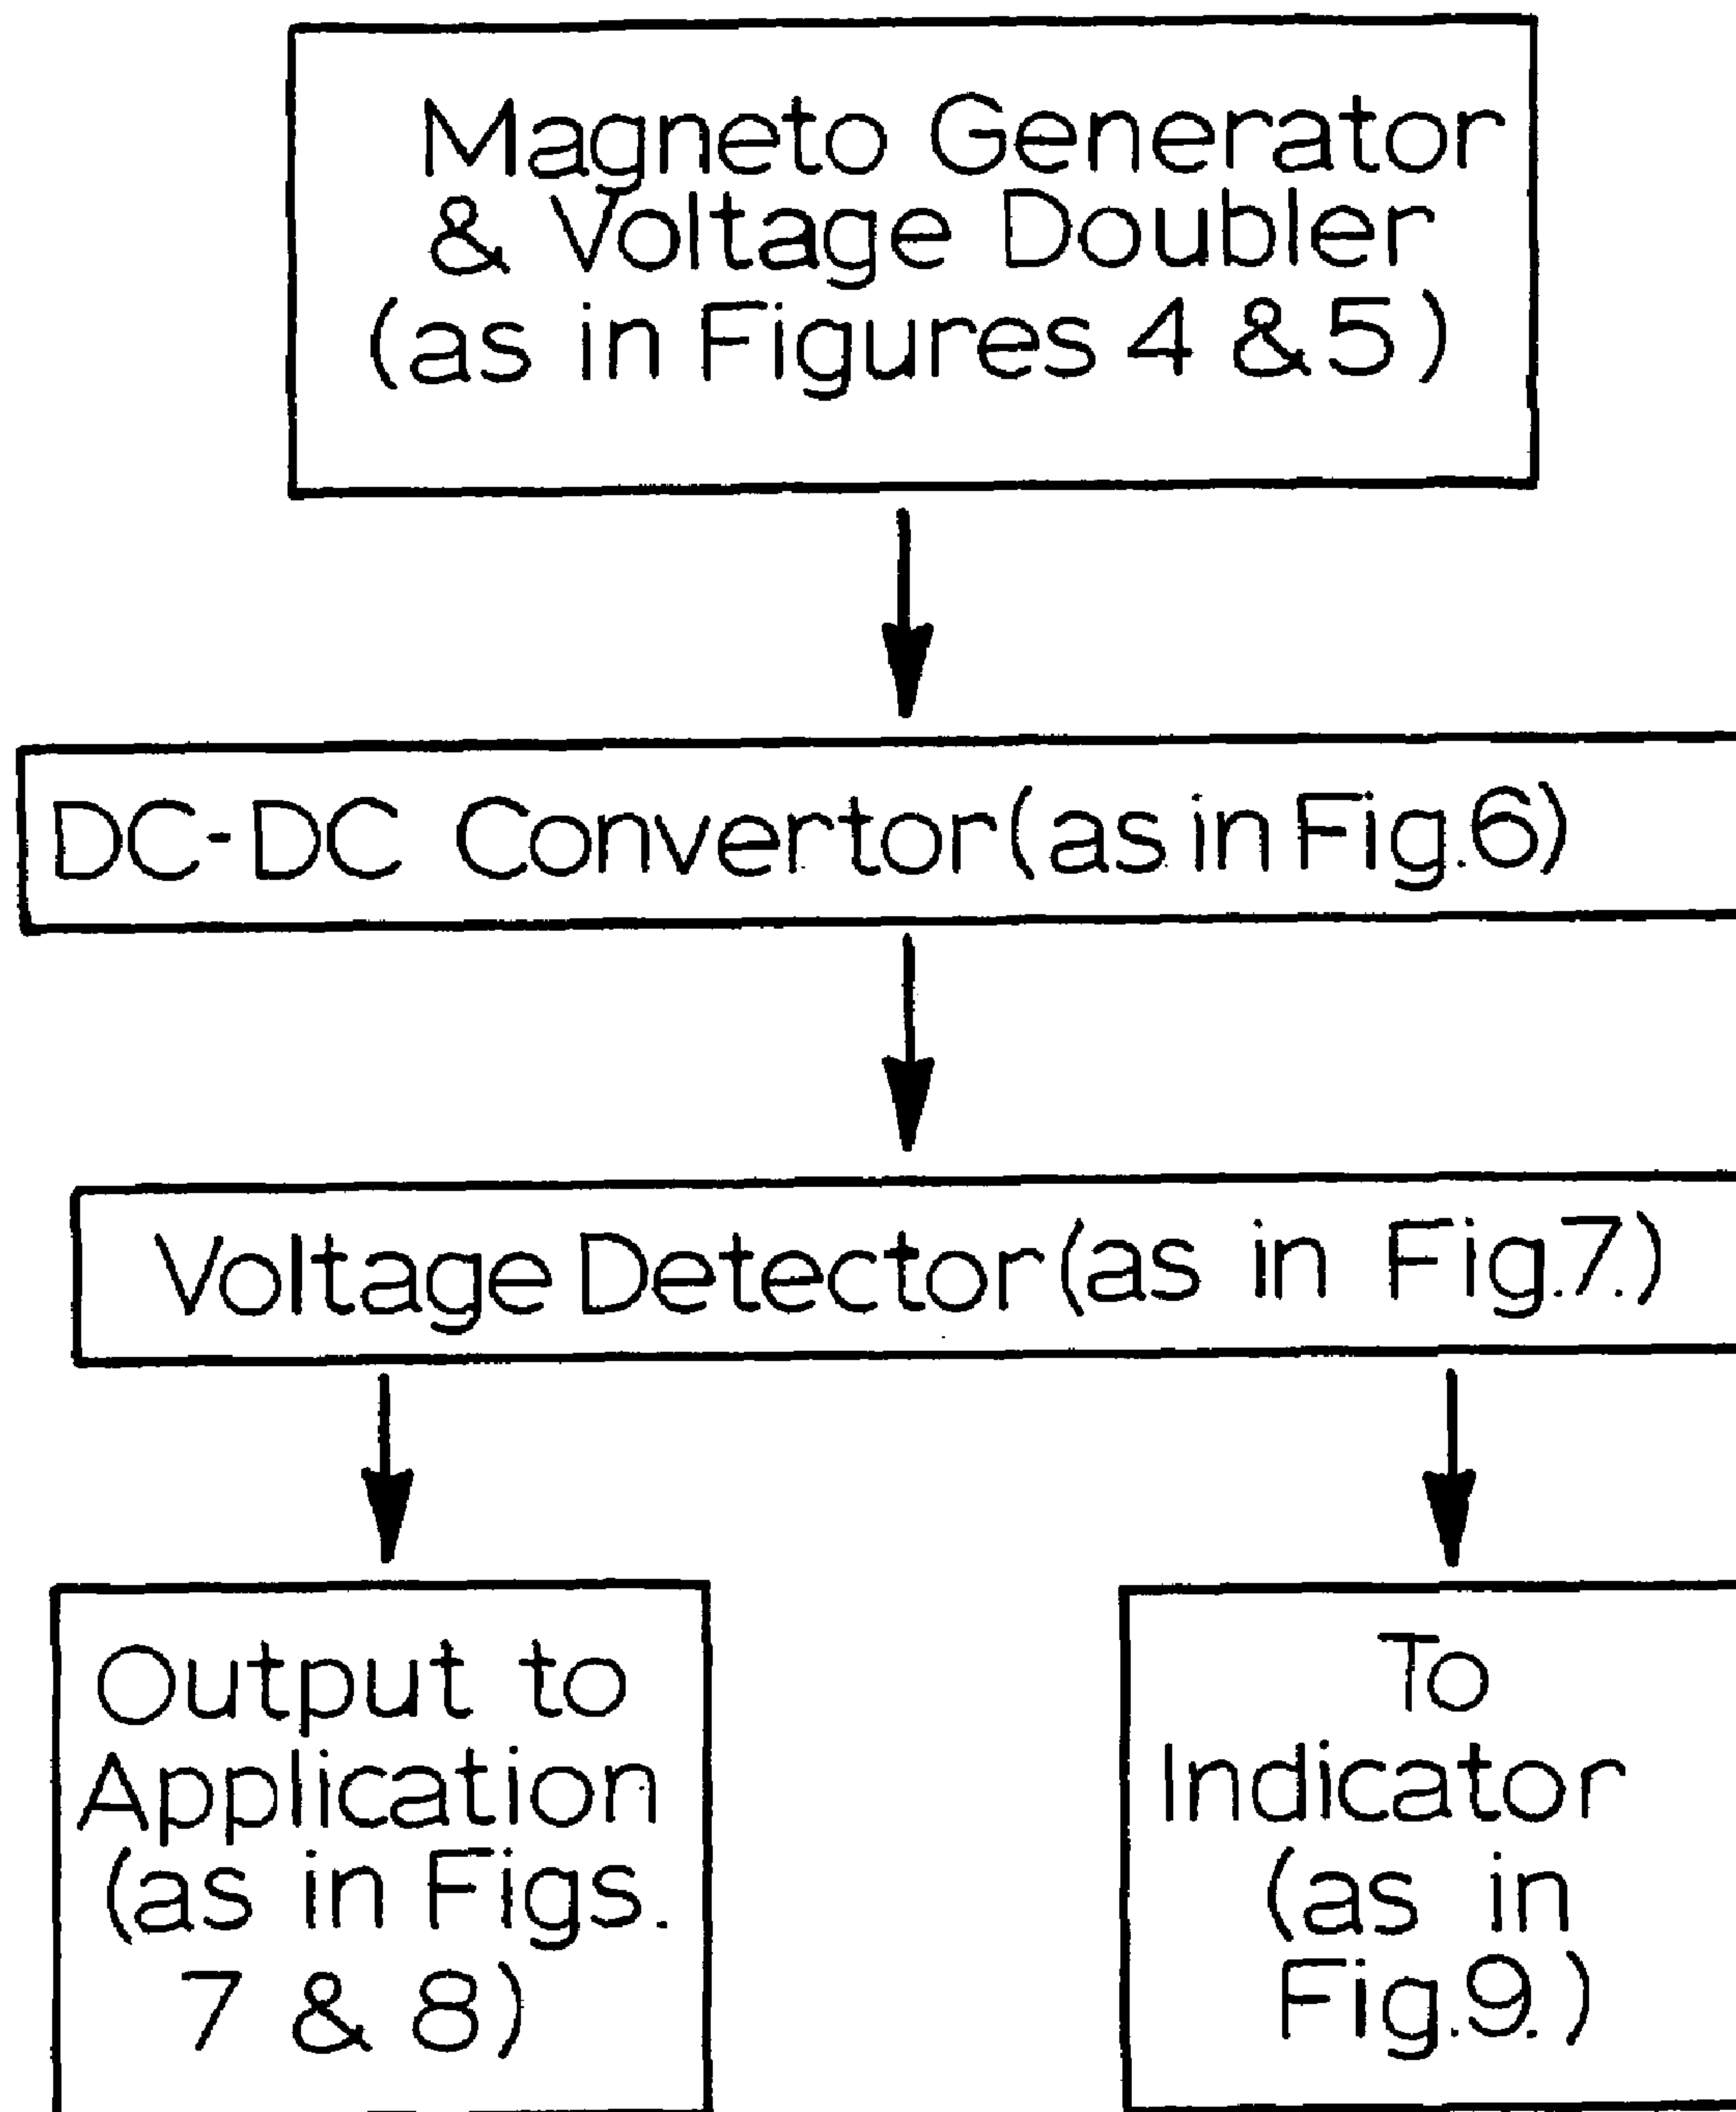 Magneto Generator
& Voltage Doubler
(as in Figures 4 & 5)
DC-DC Convertor (as in Fig.6)
Voltage Detector (as in Fig.7.)
Output to
Application
(as in Figs.
7 & 8)
To
Indicator
(as in
Fig.9.)